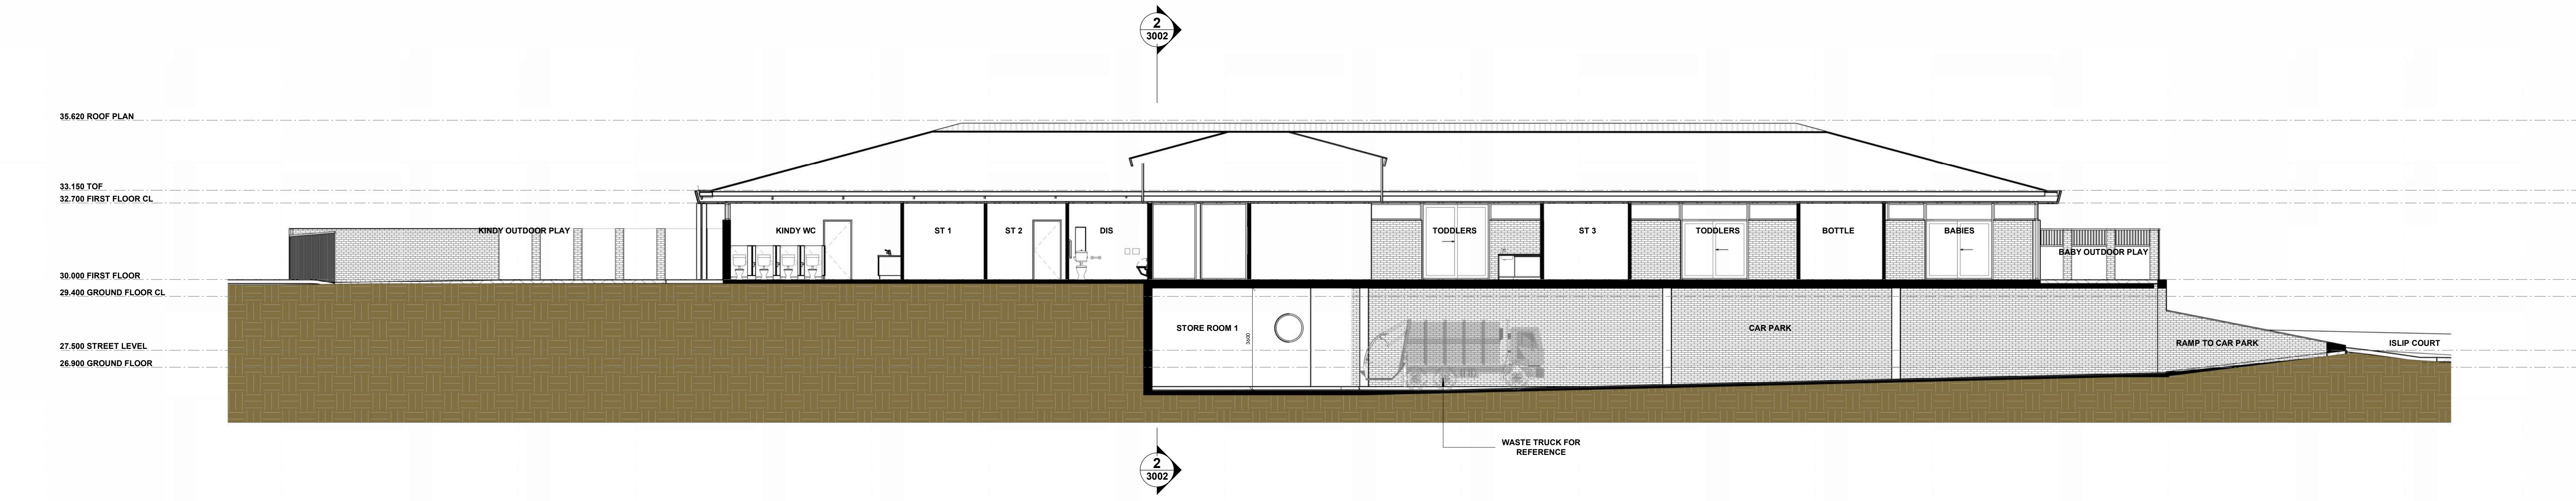 2
3002
35.620 ROOF PLAN
33.150 TOF
32.700 FIRST FLOOR CL
KINDY OUTDOOR PLAY
KINDY WC
ST 1
ST 2
DIS
TODDLERS
ST 3
TODDLERS
BOTTLE
BABIES
BABY OUTDOOR PLAY
30.000 FIRST FLOOR
29.400 GROUND FLOOR CL
STORE ROOM 1
3600
CAR PARK
RAMP TO CAR PARK
ISLIP COURT
27.500 STREET LEVEL
26.900 GROUND FLOOR
WASTE TRUCK FOR
REFERENCE
2
3002